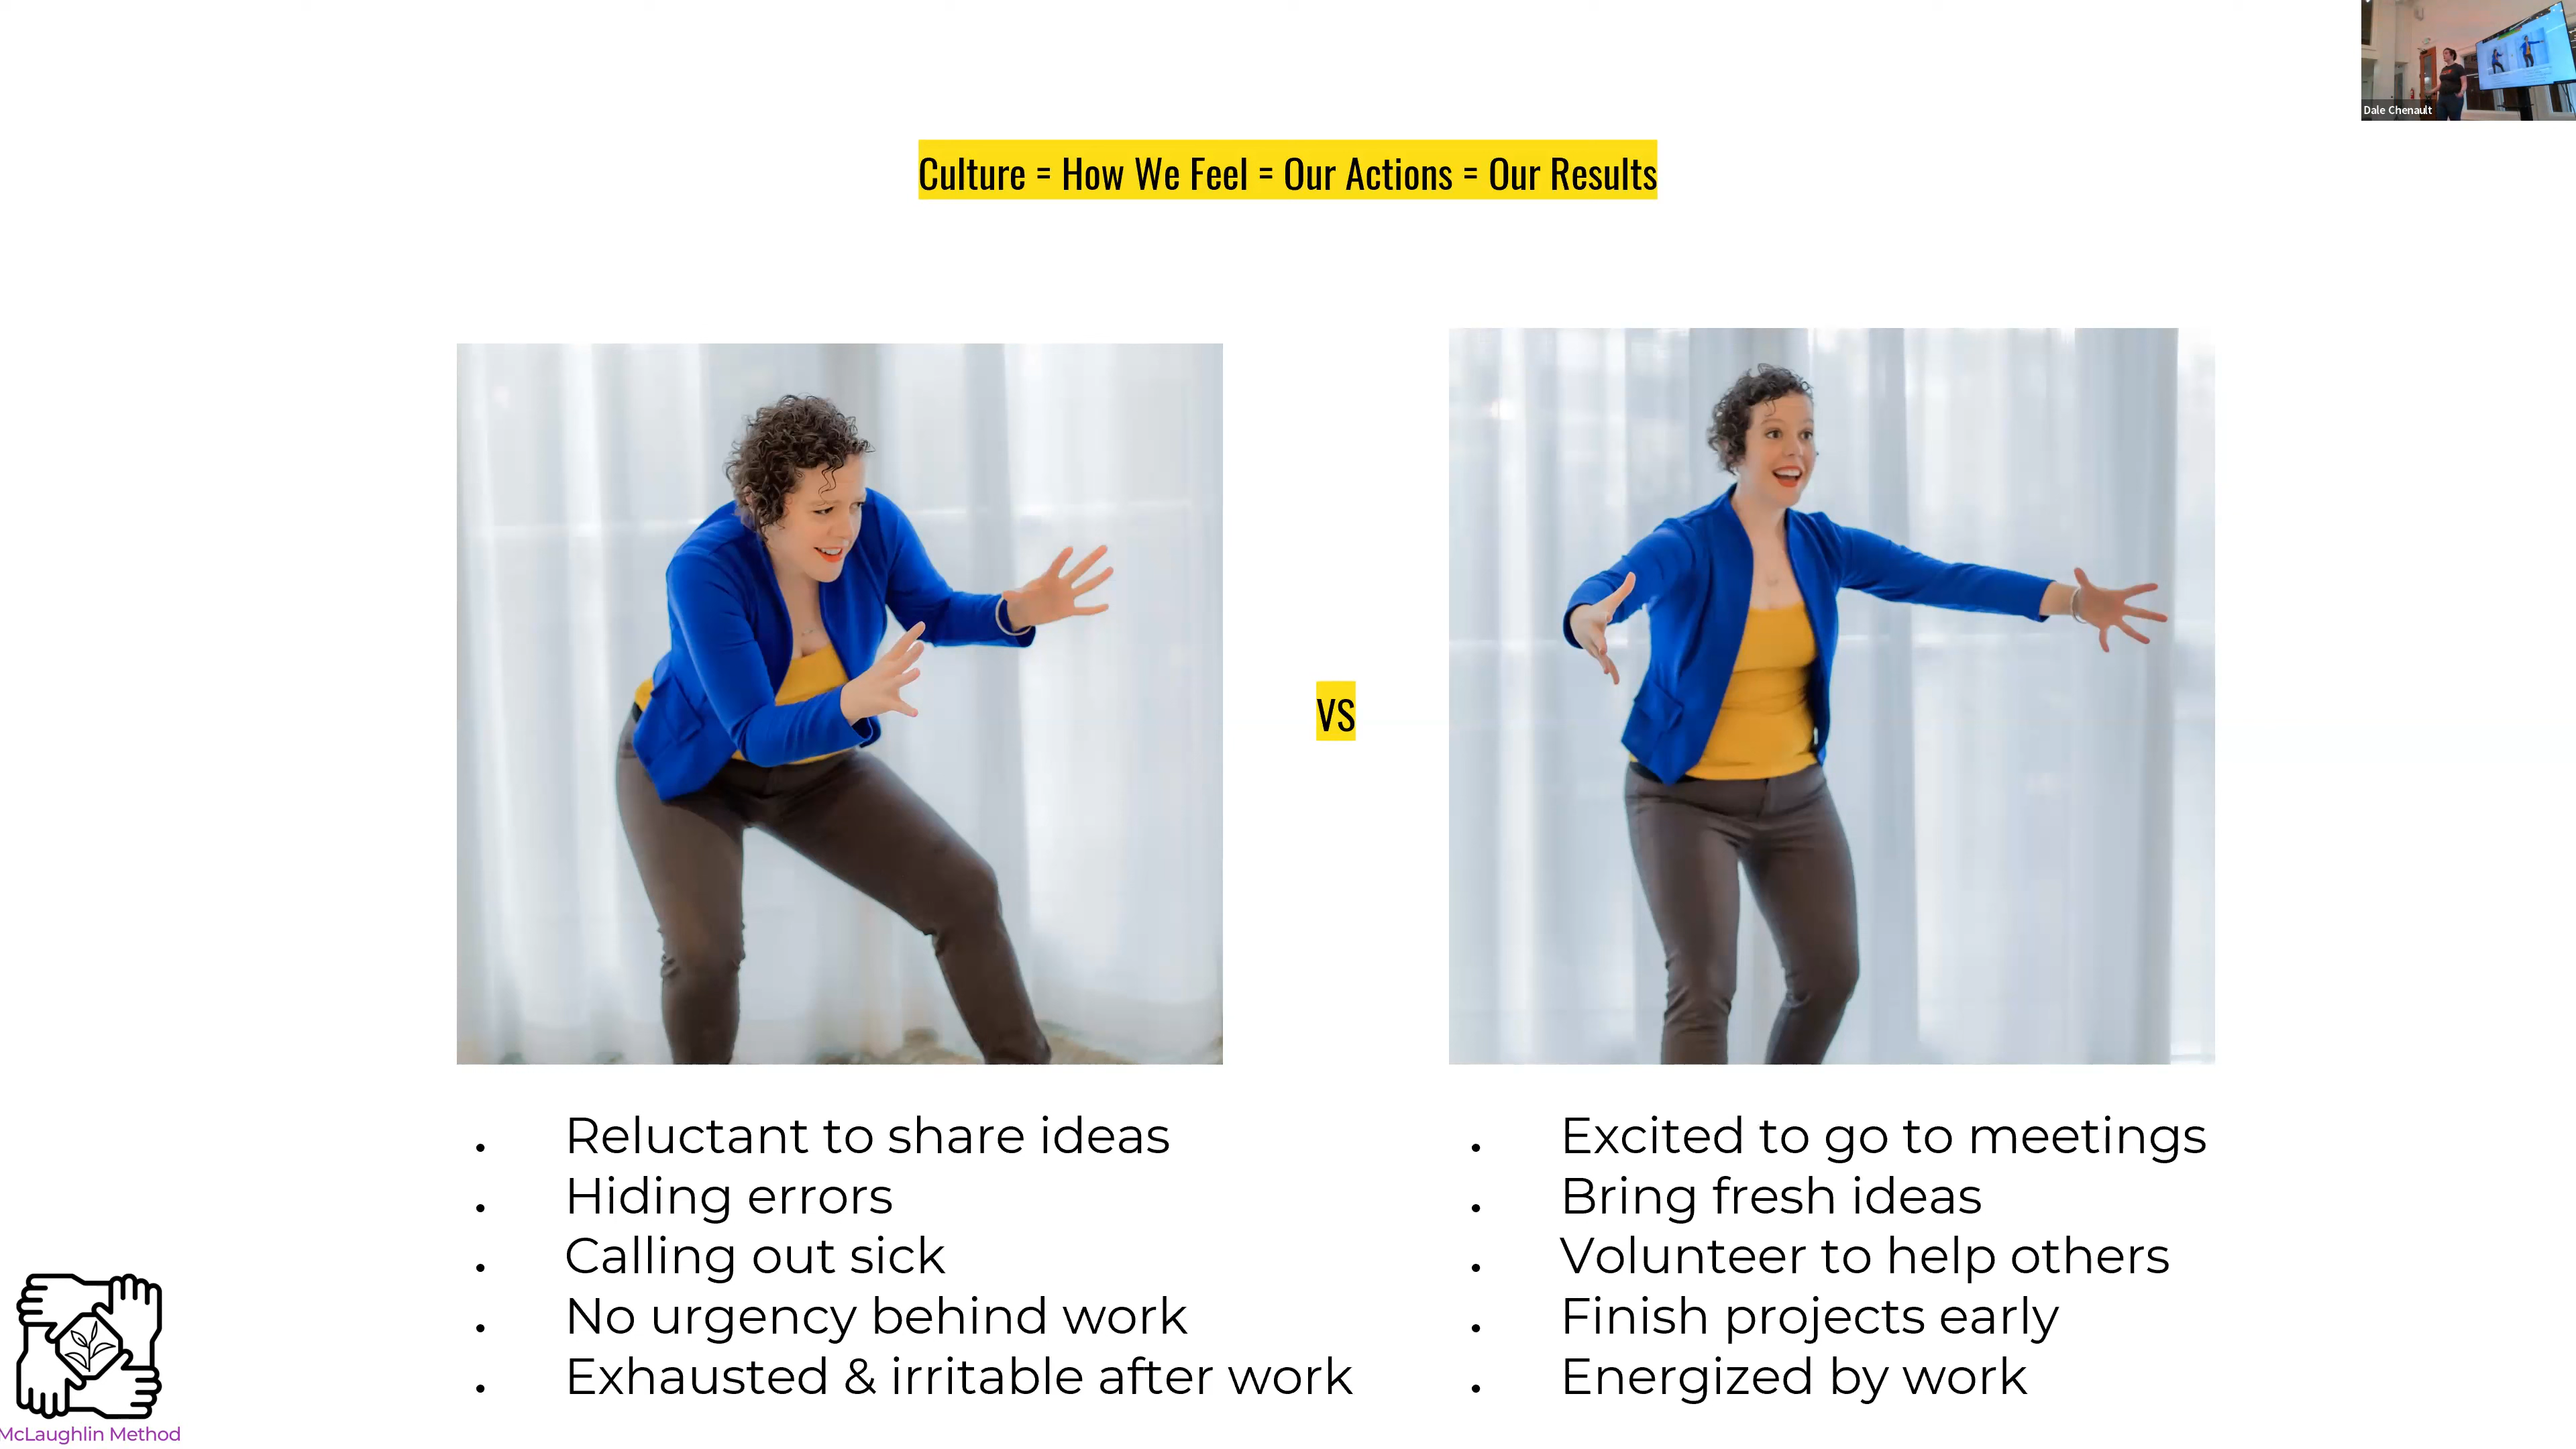 Dale Chenault
Culture = How We Feel = Our Actions = Our Results
VS
Reluctant to share ideas
Hiding errors
Calling out sick
No urgency behind work
Exhausted & irritable after work
Excited to go to meetings
Bring fresh ideas
Volunteer to help others
Finish projects early
Energized by work
McLaughlin Method